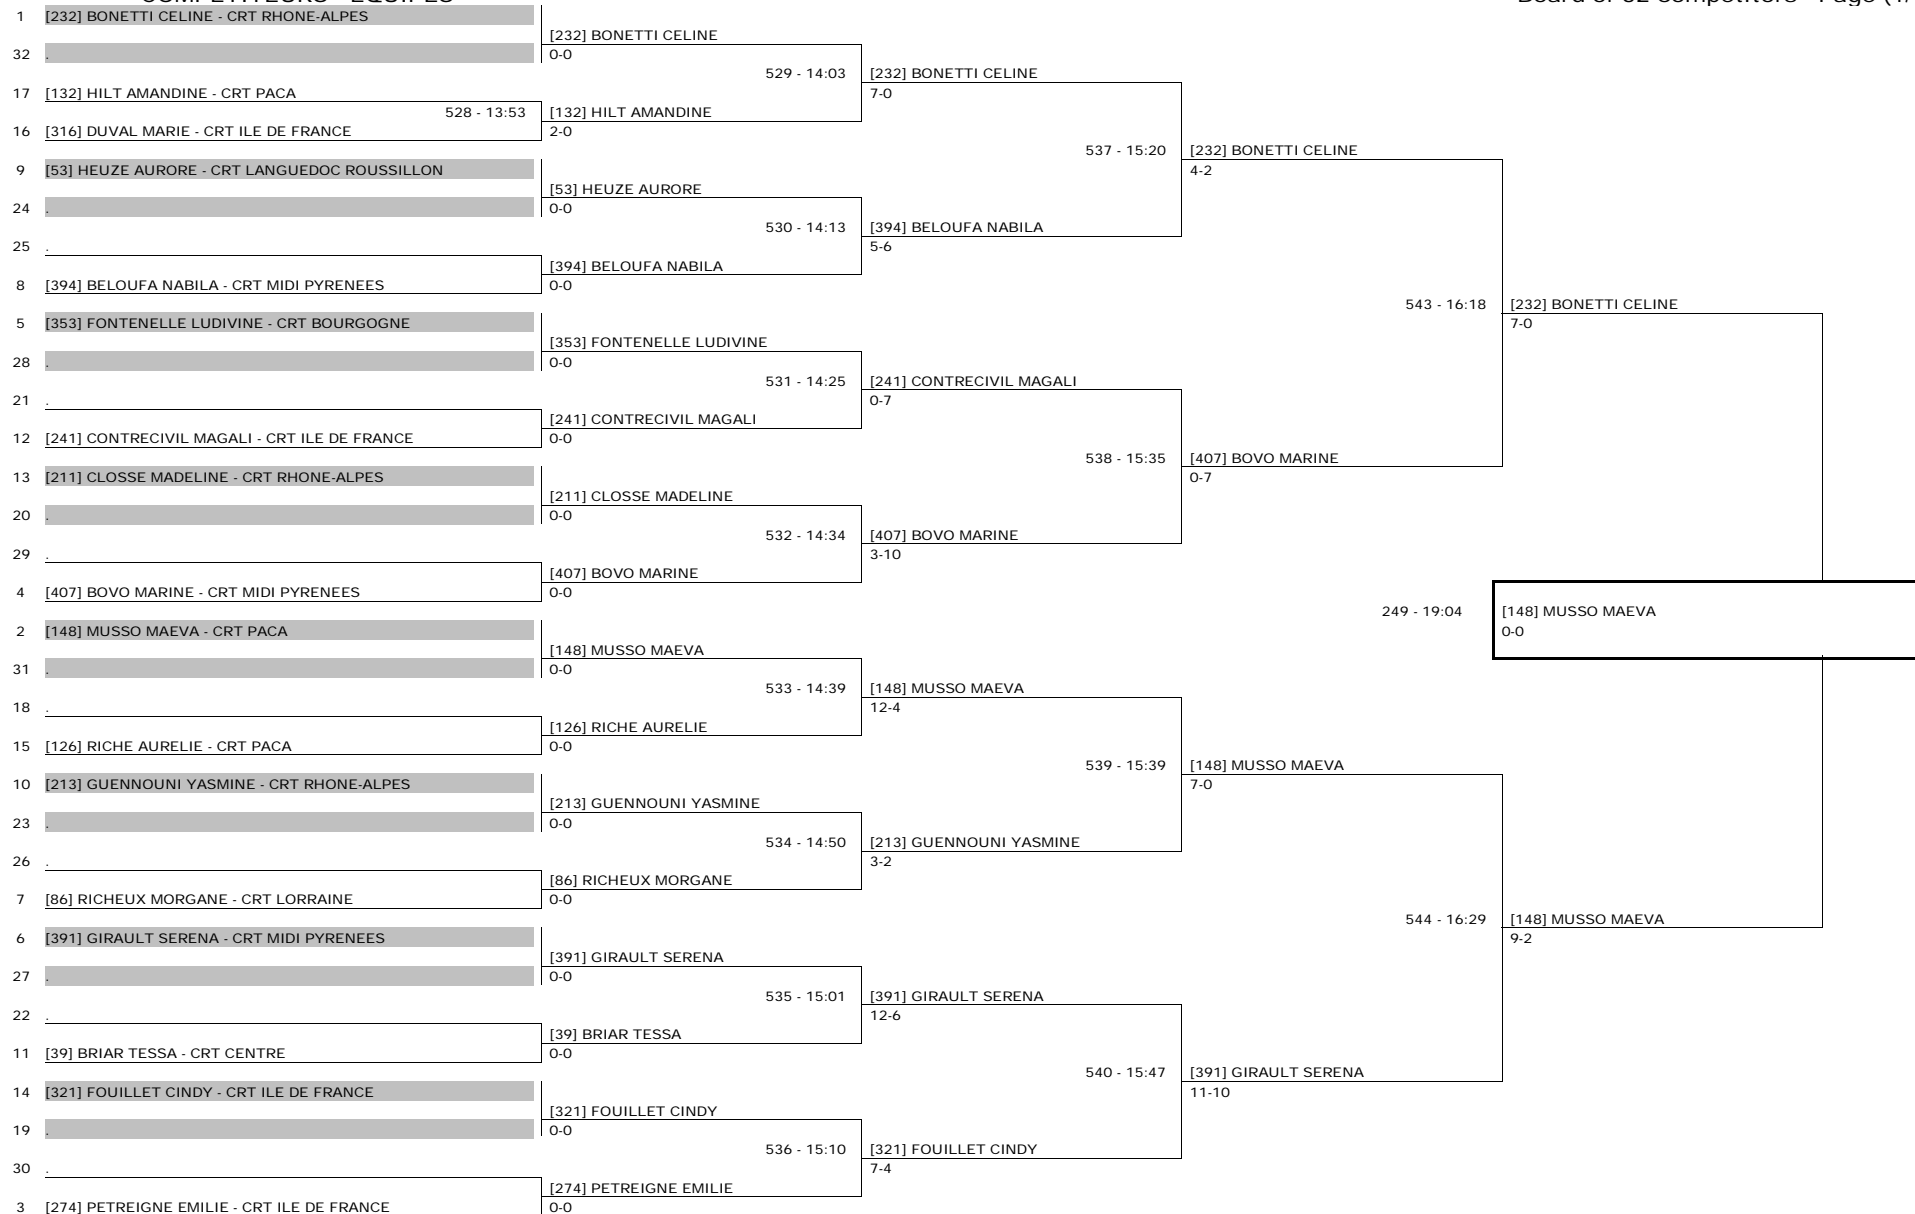 COMPETITEURS - EQUIPES
Board of 32 competitors - Page (1/
1 [232] BONETTI CELINE - CRT RHONE-ALPES
[232] BONETTI CELINE
32 . 0-0
529 - 14:03 [232] BONETTI CELINE
17 [132] HILT AMANDINE - CRT PACA 7-0
528 - 13:53 [132] HILT AMANDINE
16 [316] DUVAL MARIE - CRT ILE DE FRANCE 2-0
537 - 15:20 [232] BONETTI CELINE
9 [53] HEUZE AURORE - CRT LANGUEDOC ROUSSILLON 4-2
[53] HEUZE AURORE
24 . 0-0
530 - 14:13 [394] BELOUFA NABILA
25 . 5-6
[394] BELOUFA NABILA
8 [394] BELOUFA NABILA - CRT MIDI PYRENEES 0-0
543 - 16:18 [232] BONETTI CELINE
5 [353] FONTENELLE LUDIVINE - CRT BOURGOGNE 7-0
[353] FONTENELLE LUDIVINE
28 . 0-0
531 - 14:25 [241] CONTRECIVIL MAGALI
21 . 0-7
[241] CONTRECIVIL MAGALI
12 [241] CONTRECIVIL MAGALI - CRT ILE DE FRANCE 0-0
538 - 15:35 [407] BOVO MARINE
13 [211] CLOSSE MADELINE - CRT RHONE-ALPES 0-7
[211] CLOSSE MADELINE
20 . 0-0
532 - 14:34 [407] BOVO MARINE
29 . 3-10
[407] BOVO MARINE
4 [407] BOVO MARINE - CRT MIDI PYRENEES 0-0
249 - 19:04 [148] MUSSO MAEVA
2 [148] MUSSO MAEVA - CRT PACA 0-0
[148] MUSSO MAEVA
31 . 0-0
533 - 14:39 [148] MUSSO MAEVA
18 . 12-4
[126] RICHE AURELIE
15 [126] RICHE AURELIE - CRT PACA 0-0
539 - 15:39 [148] MUSSO MAEVA
10 [213] GUENNOUNI YASMINE - CRT RHONE-ALPES 7-0
[213] GUENNOUNI YASMINE
23 . 0-0
534 - 14:50 [213] GUENNOUNI YASMINE
26 . 3-2
[86] RICHEUX MORGANE
7 [86] RICHEUX MORGANE - CRT LORRAINE 0-0
544 - 16:29 [148] MUSSO MAEVA
6 [391] GIRAULT SERENA - CRT MIDI PYRENEES 9-2
[391] GIRAULT SERENA
27 . 0-0
535 - 15:01 [391] GIRAULT SERENA
22 . 12-6
[39] BRIAR TESSA
11 [39] BRIAR TESSA - CRT CENTRE 0-0
540 - 15:47 [391] GIRAULT SERENA
14 [321] FOUILLET CINDY - CRT ILE DE FRANCE 11-10
[321] FOUILLET CINDY
19 . 0-0
536 - 15:10 [321] FOUILLET CINDY
30 . 7-4
[274] PETREIGNE EMILIE
3 [274] PETREIGNE EMILIE - CRT ILE DE FRANCE 0-0